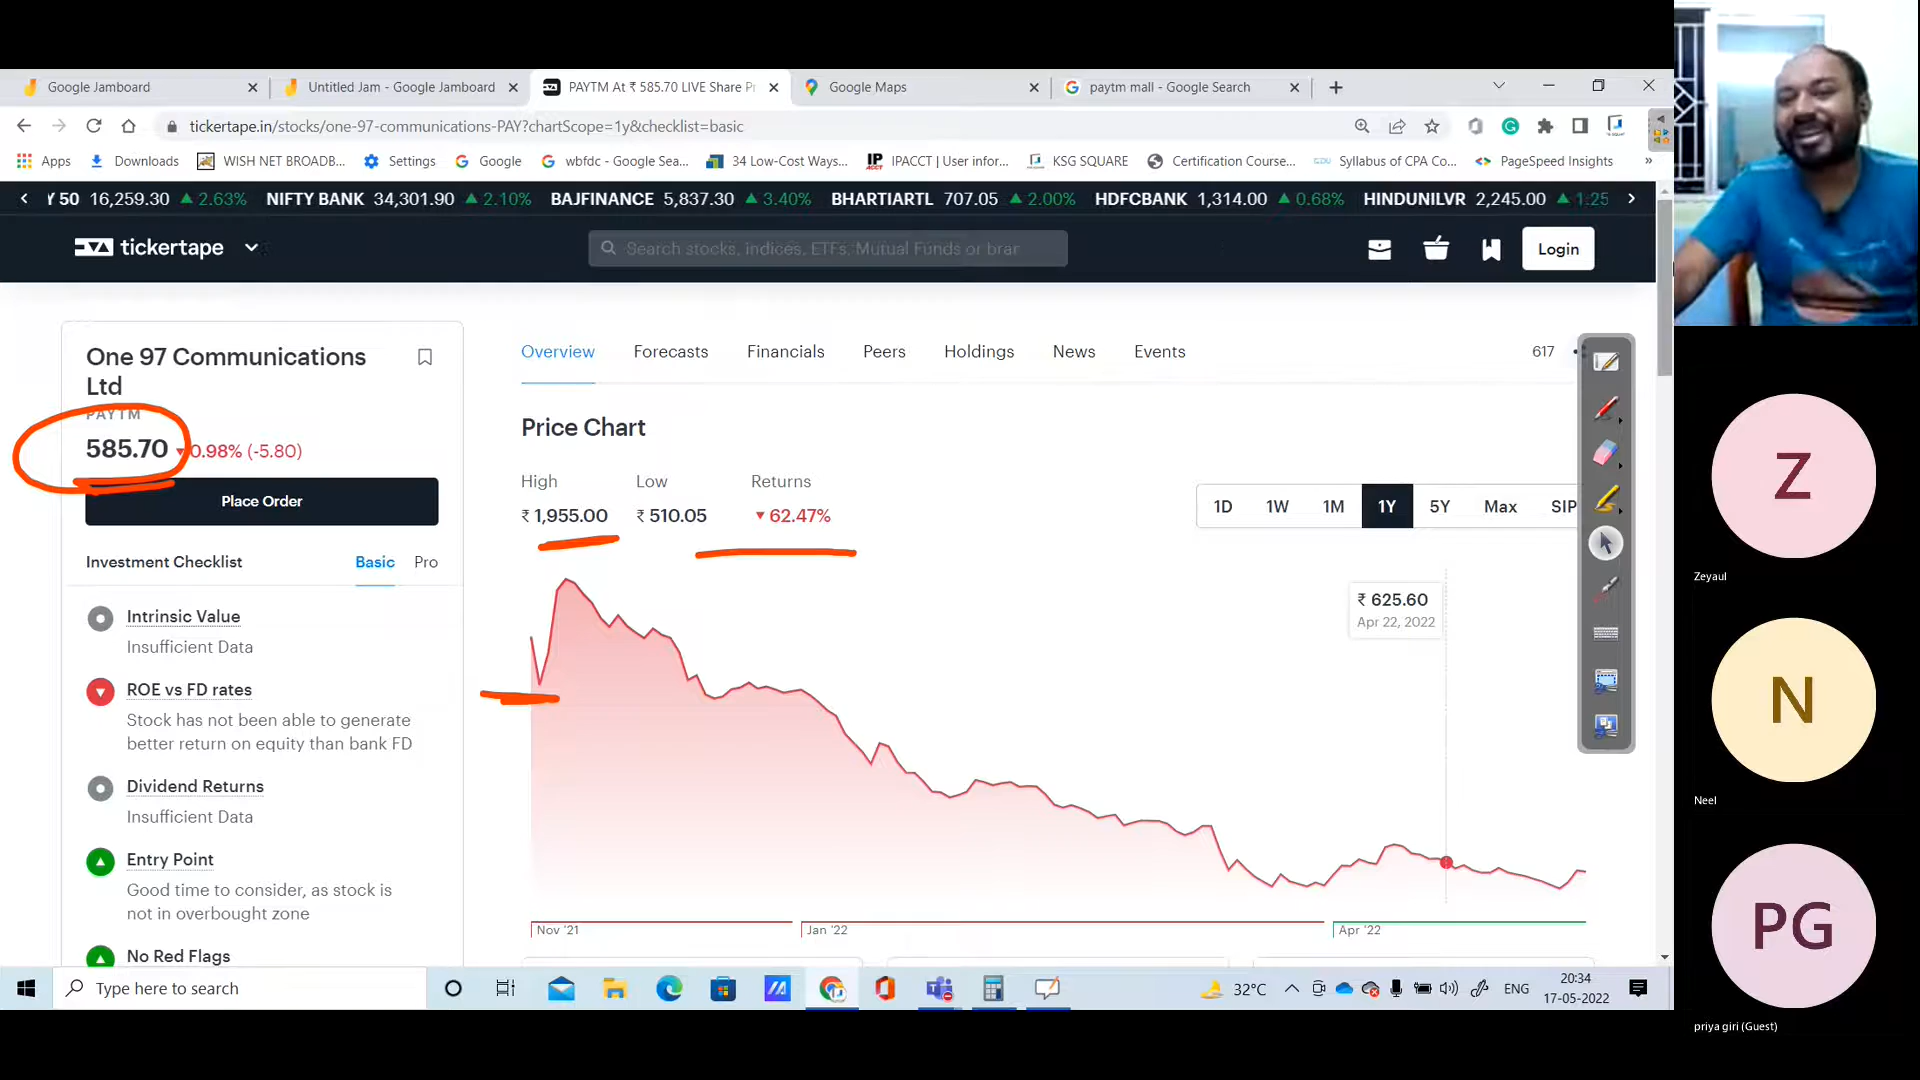 Google Jamboard
Untitled Jam - Google Jamboard
PAYTM At ₹ 585.70 LIVE Share Pr
Google Maps
paytm mall - Google Search
tickertape.in/stocks/one-97-communications-PAY?chartScope=1y&checklist=basic
Apps
Downloads
WISH NET BROADB...
Settings
Google
wbfdc - Google Sea...
34 Low-Cost Ways...
IPACCT | User infor...
KSG SQUARE
Certification Course...
Syllabus of CPA Co...
PageSpeed Insights
»
Y 50 16,259.30 ▲ 2.63% NIFTY BANK 34,301.90 ▲ 2.10% BAJFINANCE 5,837.30 ▲ 3.40% BHARTIARTL 707.05 ▲ 2.00% HDFCBANK 1,314.00 ▲ 0.68% HINDUNILVR 2,245.00 ▲ 1.25
tickertape
Search stocks, indices, ETFs, Mutual Funds or brar
Login
One 97 Communications
Ltd
PAYTM
585.70 ▼0.98% (-5.80)
Place Order
Investment Checklist
Basic
Pro
Intrinsic Value
Insufficient Data
ROE vs FD rates
Stock has not been able to generate
better return on equity than bank FD
Dividend Returns
Insufficient Data
Entry Point
Good time to consider, as stock is
not in overbought zone
No Red Flags
Overview
Forecasts
Financials
Peers
Holdings
News
Events
617
Price Chart
High
Low
Returns
₹ 1,955.00
₹ 510.05
▼ 62.47%
1D
1W
1M
1Y
5Y
Max
SIP
₹ 625.60
Apr 22, 2022
Nov '21
Jan '22
Apr '22
Type here to search
32°C
ENG
20:34
17-05-2022
Z
Zeyaul
N
Neel
PG
priya giri (Guest)